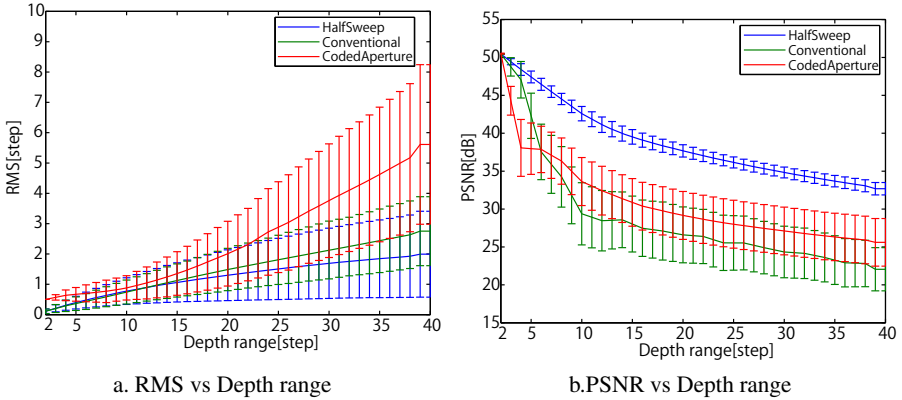 10
9
8
7
6
5
4
3
2
1
0
RMS[step]
HalfSweep
Conventional
CodedAperture
2 5 10 15 20 25 30 35 40
Depth range[step]
a. RMS vs Depth range
55
50
45
40
35
30
25
20
15
PSNR[dB]
HalfSweep
Conventional
CodedAperture
2 5 10 15 20 25 30 35 40
Depth range[step]
b.PSNR vs Depth range